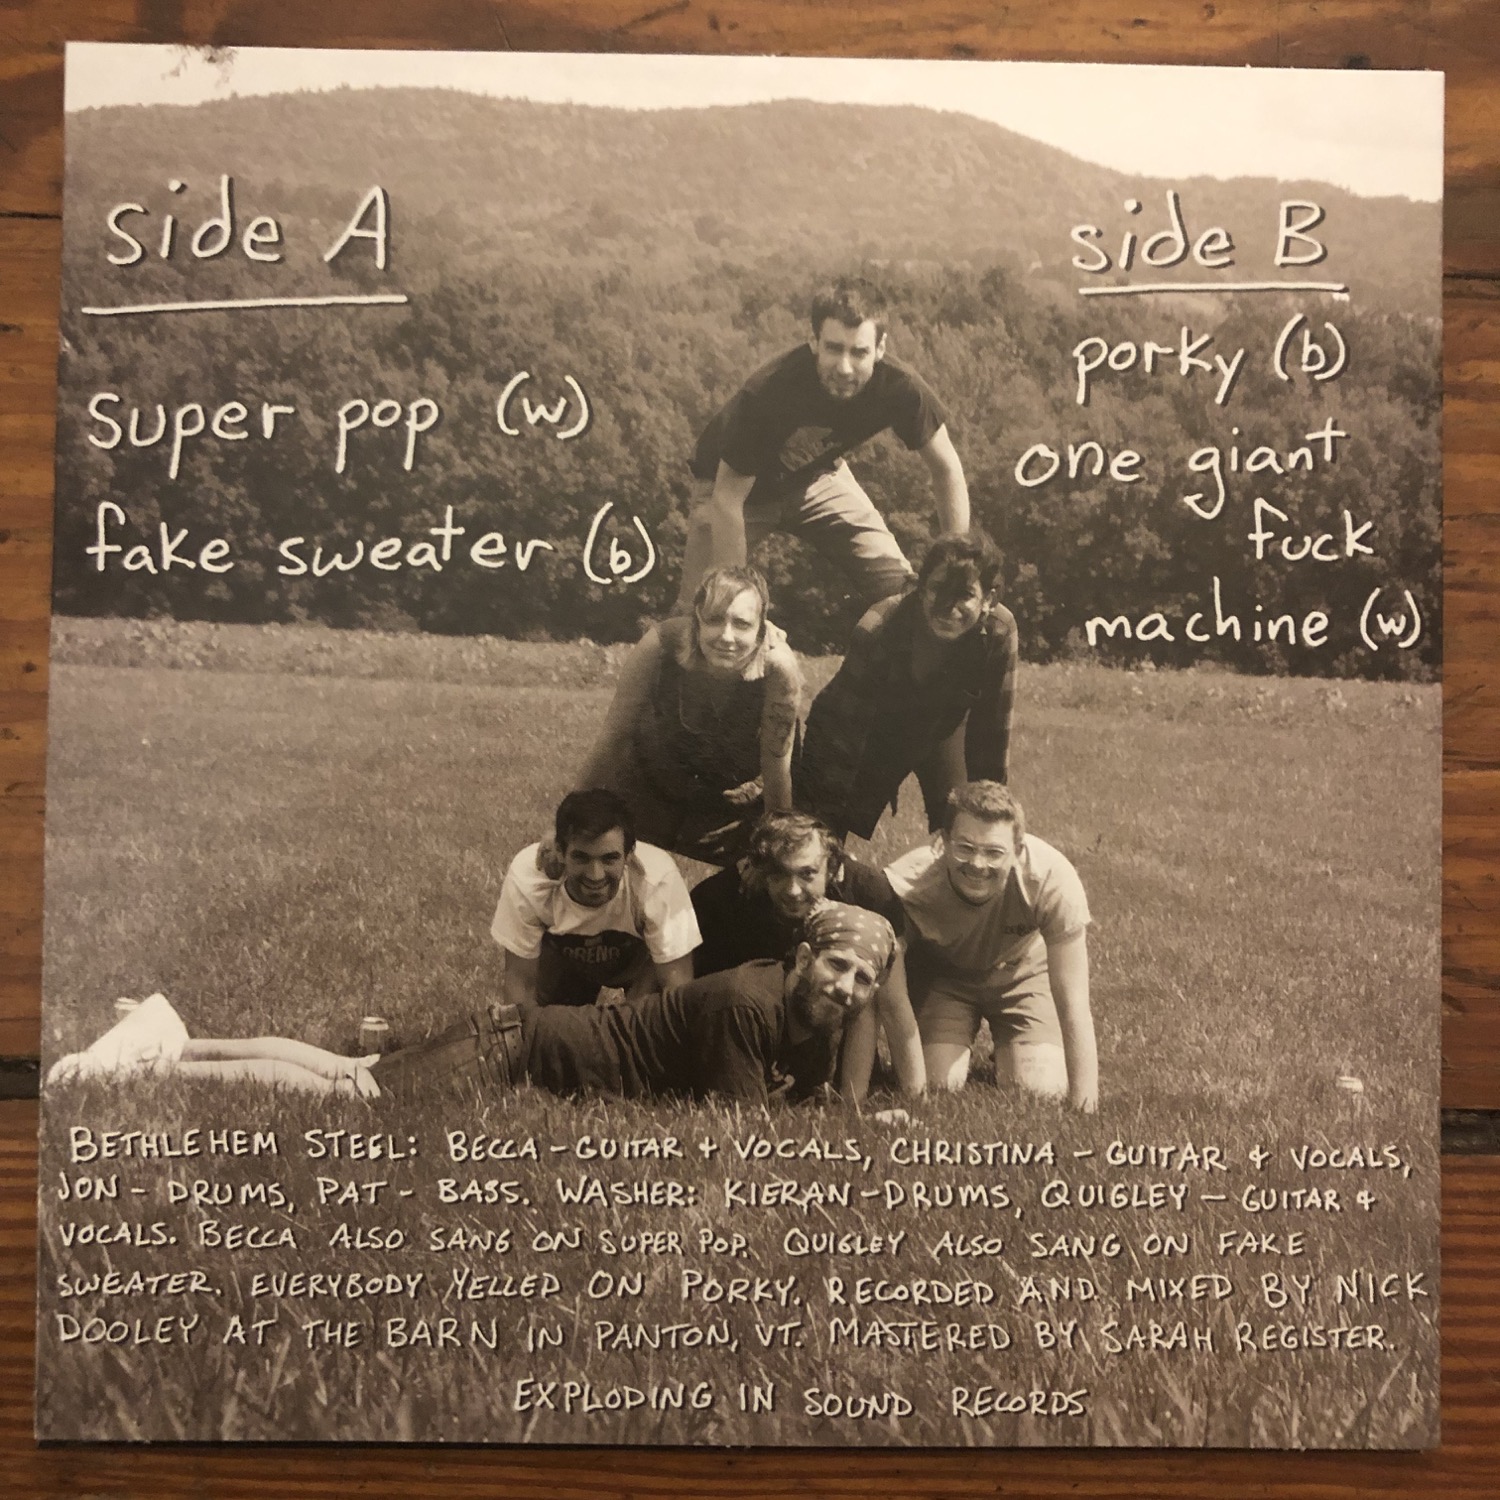 side A
super pop (w)
fake sweater (b)
side B
porky (b)
one giant
fuck
machine (w)
BETHLEHEM STEEL: BECCA - GUITAR + VOCALS, CHRISTINA - GUITAR & VOCALS,
JON - DRUMS, PAT - BASS. WASHER: KIERAN - DRUMS, QUIGLEY - GUITAR &
VOCALS. BECCA ALSO SANG ON SUPER POP. QUIGLEY ALSO SANG ON FAKE
SWEATER. EVERYBODY YELLED ON PORKY. RECORDED AND MIXED BY NICK
DOOLEY AT THE BARN IN PANTON, VT. MASTERED BY SARAH REGISTER.
EXPLODING IN SOUND RECORDS